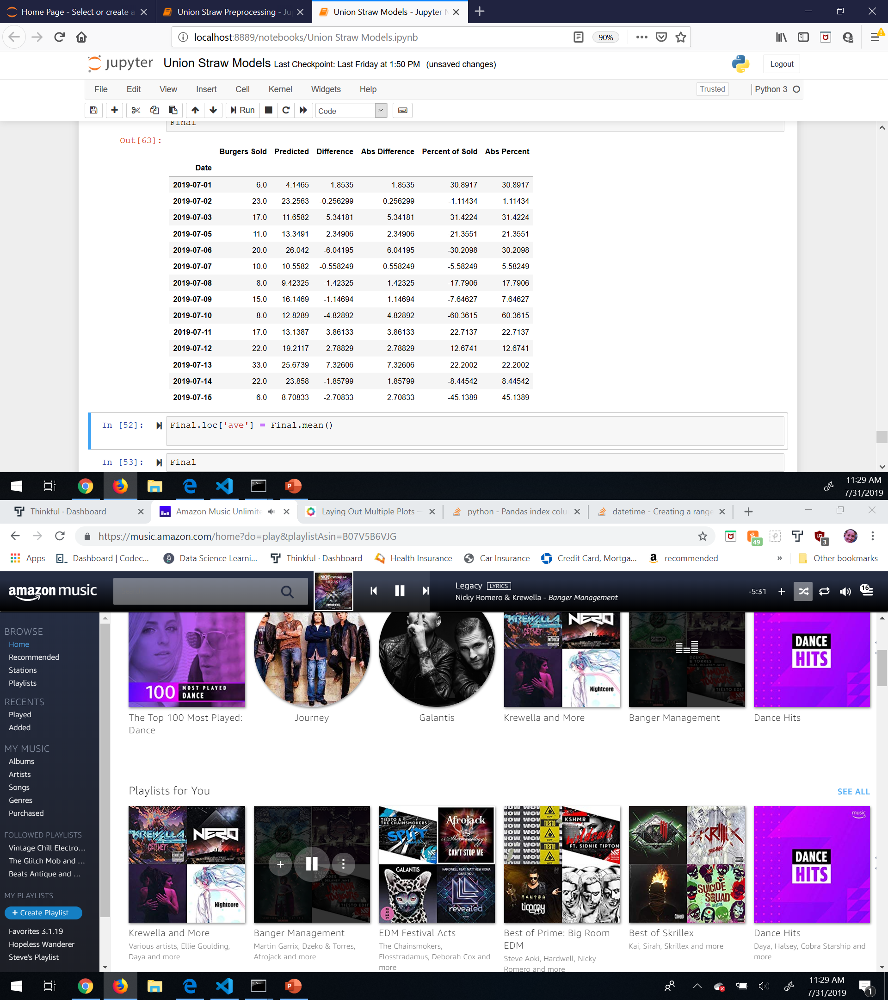 Home Page - Select or create a
Union Straw Preprocessing - Ju
Union Straw Models - Jupyter N
localhost:8889/notebooks/Union Straw Models.ipynb
90%
jupyter Union Straw Models Last Checkpoint: Last Friday at 1:50 PM (unsaved changes)
Logout
File Edit View Insert Cell Kernel Widgets Help
Trusted
Python 3
Run
Code
Final
Out[63]:
Burgers Sold Predicted Difference Abs Difference Percent of Sold Abs Percent
Date
2019-07-01 6.0 4.1465 1.8535 1.8535 30.8917 30.8917
2019-07-02 23.0 23.2563 -0.256299 0.256299 -1.11434 1.11434
2019-07-03 17.0 11.6582 5.34181 5.34181 31.4224 31.4224
2019-07-05 11.0 13.3491 -2.34906 2.34906 -21.3551 21.3551
2019-07-06 20.0 26.042 -6.04195 6.04195 -30.2098 30.2098
2019-07-07 10.0 10.5582 -0.558249 0.558249 -5.58249 5.58249
2019-07-08 8.0 9.42325 -1.42325 1.42325 -17.7906 17.7906
2019-07-09 15.0 16.1469 -1.14694 1.14694 -7.64627 7.64627
2019-07-10 8.0 12.8289 -4.82892 4.82892 -60.3615 60.3615
2019-07-11 17.0 13.1387 3.86133 3.86133 22.7137 22.7137
2019-07-12 22.0 19.2117 2.78829 2.78829 12.6741 12.6741
2019-07-13 33.0 25.6739 7.32606 7.32606 22.2002 22.2002
2019-07-14 22.0 23.858 -1.85799 1.85799 -8.44542 8.44542
2019-07-15 6.0 8.70833 -2.70833 2.70833 -45.1389 45.1389
In [52]: Final.loc['ave'] = Final.mean()
In [53]: Final
11:29 AM
7/31/2019
Thinkful · Dashboard
Amazon Music Unlimite
Laying Out Multiple Plots —
python - Pandas index colu
datetime - Creating a range
https://music.amazon.com/home?do=play&playlistAsin=B07V5B6VJG
49
3
Apps
Dashboard | Codec...
Data Science Learni...
Thinkful · Dashboard
Health Insurance
Car Insurance
Credit Card, Mortga...
recommended
»
Other bookmarks
amazon music
NICKY KREWELLA
LEGACY
PROTOCOL
Legacy LYRICS
Nicky Romero & Krewella - Banger Management
-5:31
16
BROWSE
Home
Recommended
Stations
Playlists
RECENTS
Played
Added
MY MUSIC
Albums
Artists
Songs
Genres
Purchased
FOLLOWED PLAYLISTS
Vintage Chill Electro...
The Glitch Mob and ...
Beats Antique and ...
MY PLAYLISTS
+ Create Playlist
Favorites 3.1.19
Hopeless Wanderer
Steve's Playlist
100 MOST PLAYED DANCE
KREWELLA
GET WET
NERO
Nightcore
ZEDD
DZEKO & TORRES
FEAT. DELANEY JANE
TIËSTO EDIT
DANCE HITS
The Top 100 Most Played: Dance
Journey
Galantis
Krewella and More
Banger Management
Dance Hits
Playlists for You
SEE ALL
KREWELLA
GET WET
NERO
Nightcore
DZEKO & TORRES
FEAT. DELANEY JANE
TIËSTO EDIT
TIËSTO & THE CHAINSMOKERS
SPLIT
Afrojack
Shermanology
CAN'T STOP ME
GALANTIS
HARDWELL FEAT. MATTHEW KOMA
DARE YOU
revealed
WOW WOW
TIËSTO
KSHMR
Wildcard
FT. SIDNIE TIPTON
MANTRA
timmy
SKRILLEX
SUICIDE SQUAD
THE ALBUM
music
DANCE HITS
Krewella and More
Various artists, Ellie Goulding,
Daya and more
Banger Management
Martin Garrix, Dzeko & Torres,
Afrojack and more
EDM Festival Acts
The Chainsmokers,
Flosstradamus, Deborah Cox and
more
Best of Prime: Big Room
EDM
Steve Aoki, Hardwell, Nicky
Romero and more
Best of Skrillex
Kai, Sirah, Skrillex and more
Dance Hits
Daya, Halsey, Cobra Starship and
more
11:29 AM
7/31/2019
1